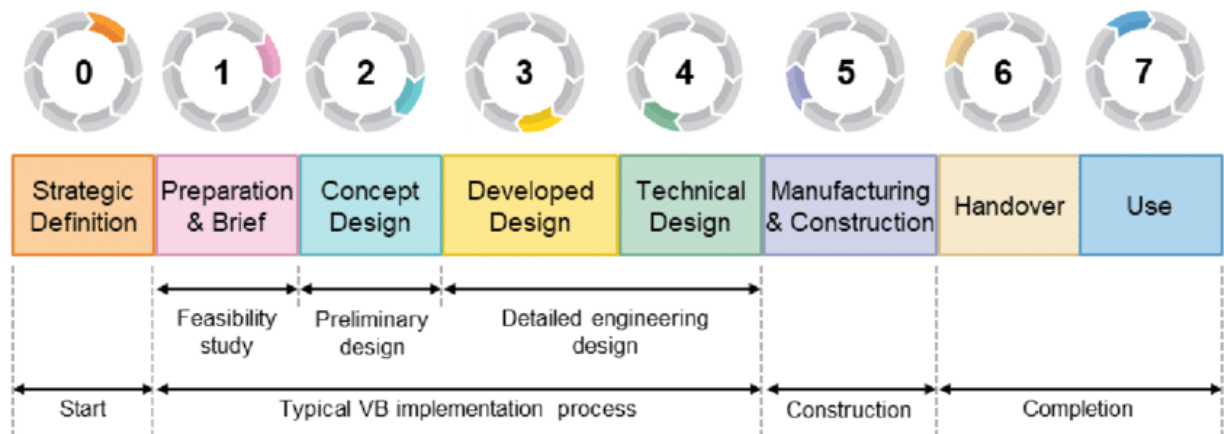 0 1 2 3 4 5 6 7
Strategic
Definition
Preparation
& Brief
Concept
Design
Developed
Design
Technical
Design
Manufacturing
& Construction
Handover
Use
Feasibility
study
Preliminary
design
Detailed engineering
design
Start
Typical VB implementation process
Construction
Completion